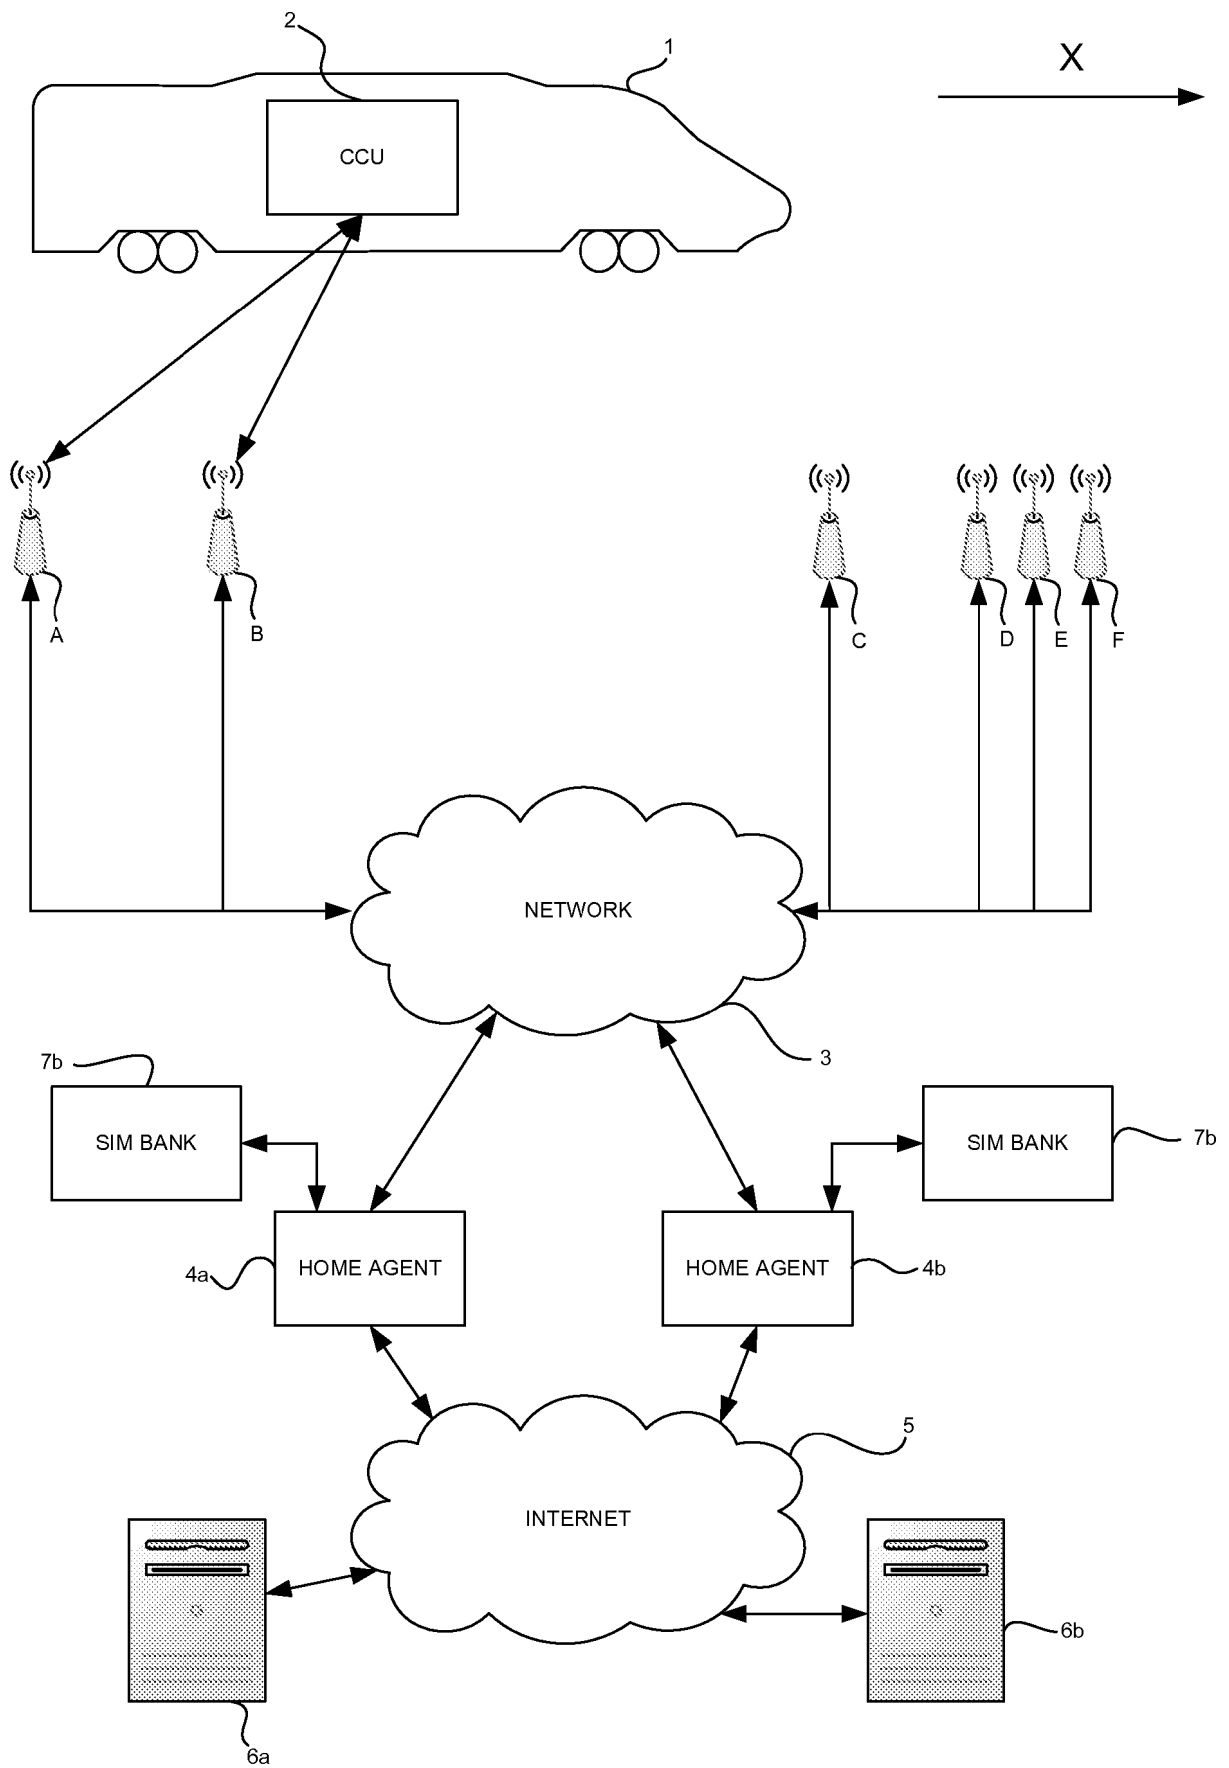 2
1
X
CCU
A
B
C
D
E
F
NETWORK
3
7b
SIM BANK
SIM BANK
7b
4a
HOME AGENT
HOME AGENT
4b
5
INTERNET
6b
6a